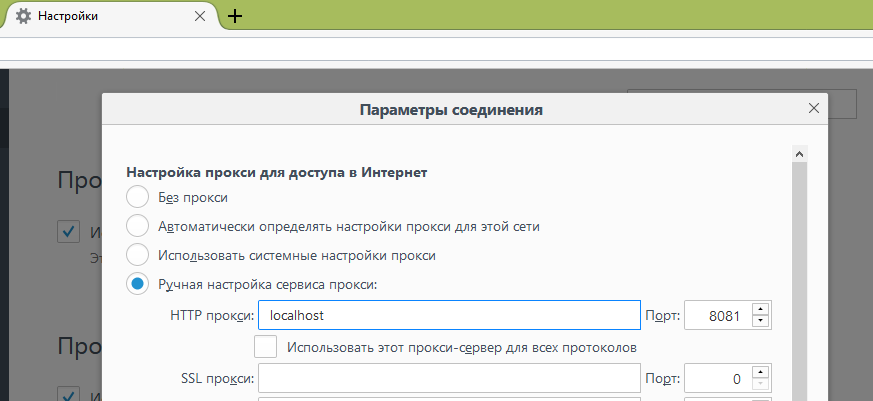 Настройки
Параметры соединения
Настройка прокси для доступа в Интернет
Без прокси
Автоматически определять настройки прокси для этой сети
Использовать системные настройки прокси
Ручная настройка сервиса прокси:
HTTP прокси: localhost Порт: 8081
Использовать этот прокси-сервер для всех протоколов
SSL прокси: Порт: 0
Про
Про